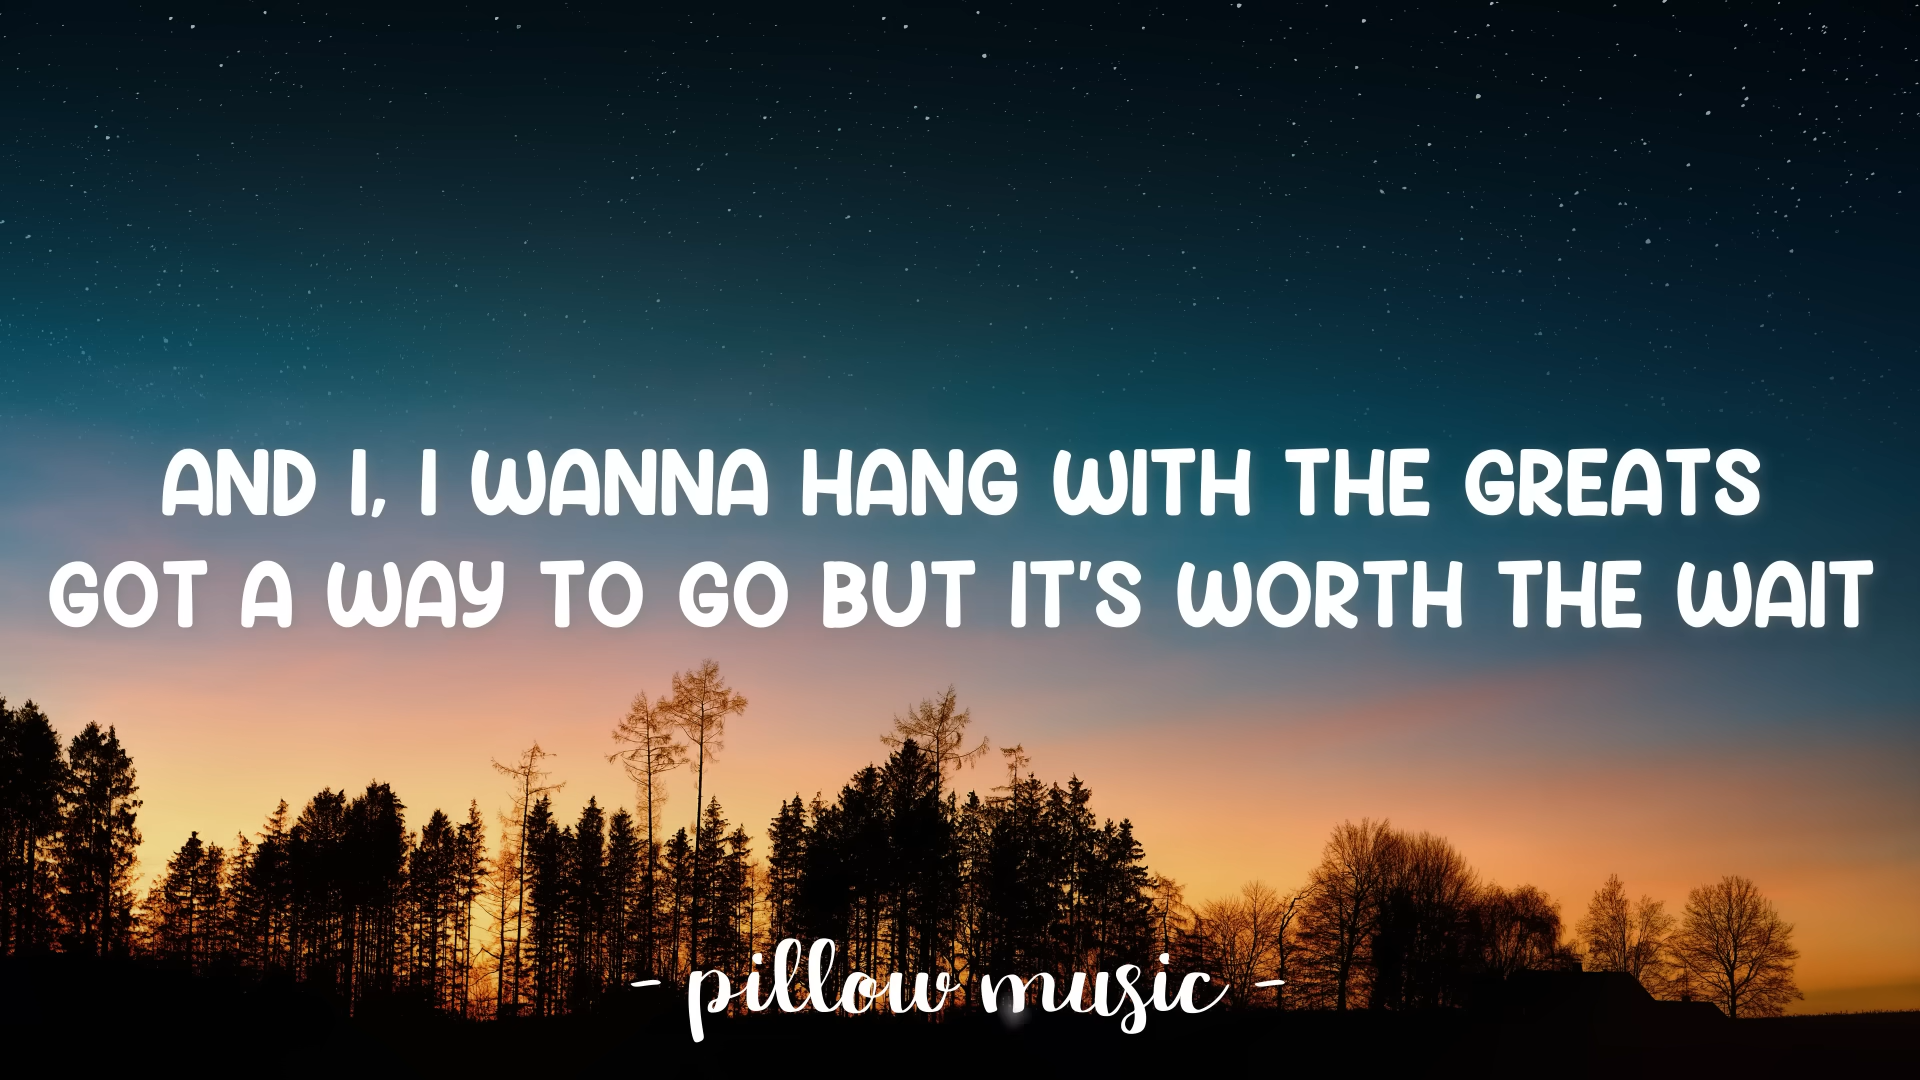 AND I, I WANNA HANG WITH THE GREATS
GOT A WAY TO GO BUT IT'S WORTH THE WAIT
- pillow music -